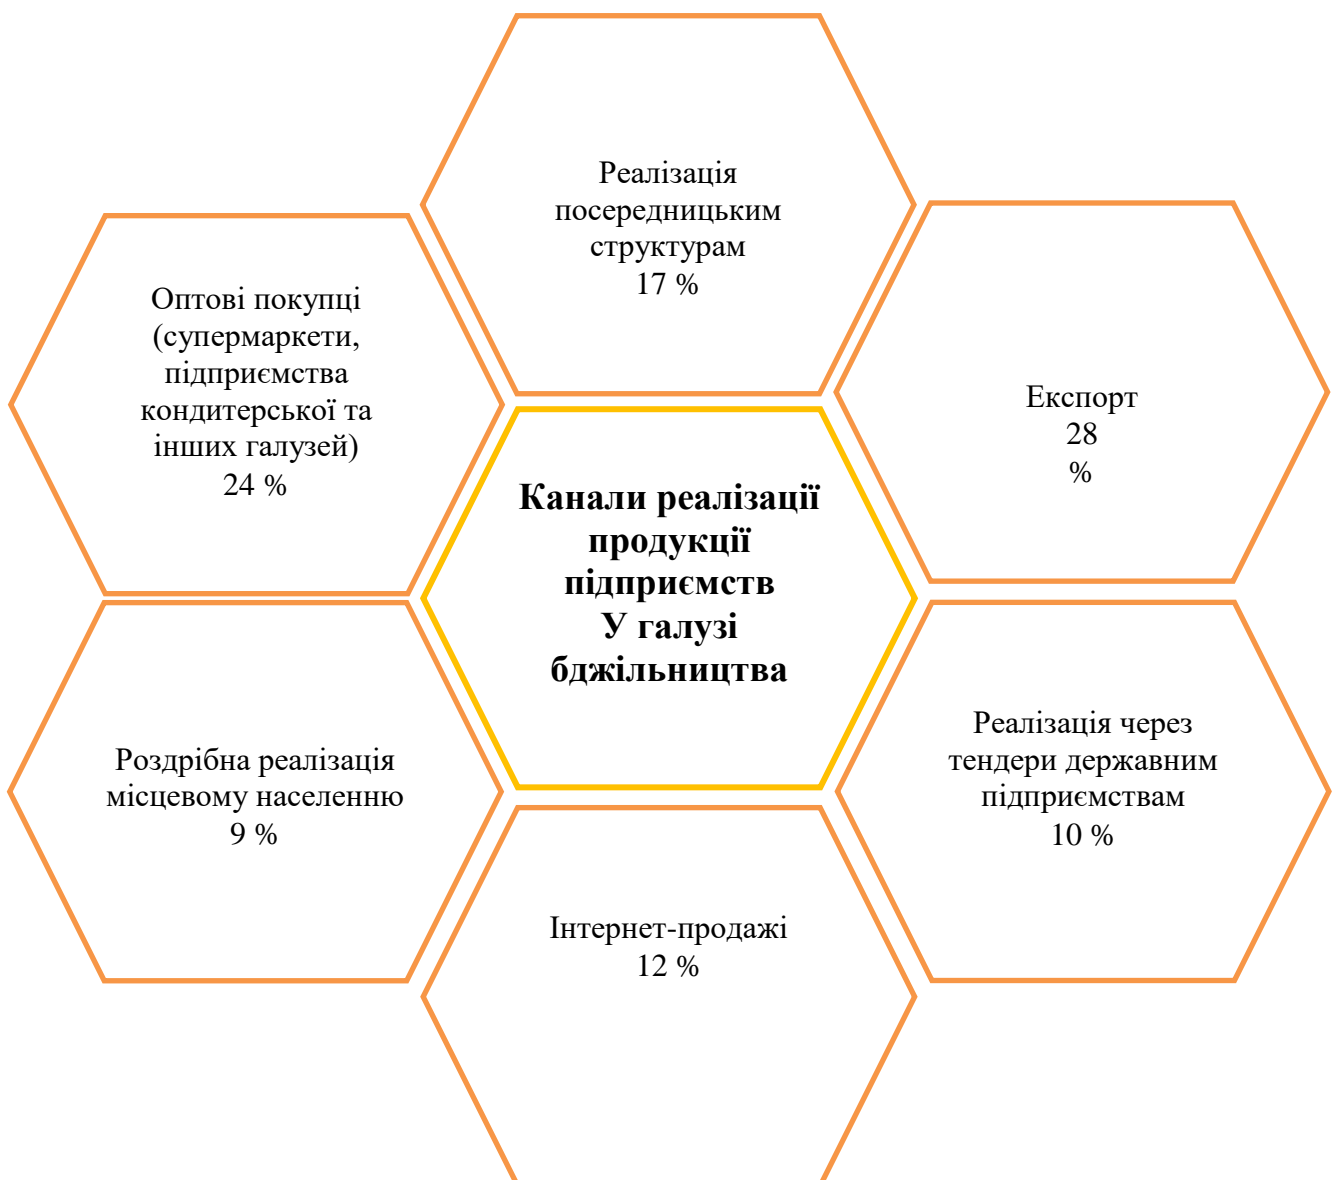 Реалізація
посередницьким
структурам
17 %
Оптові покупці
(супермаркети,
підприємства
кондитерської та
інших галузей)
24 %
Експорт
28
%
Канали реалізації
продукції
підприємств
У галузі
бджільництва
Роздрібна реалізація
місцевому населенню
9 %
Реалізація через
тендери державним
підприємствам
10 %
Інтернет-продажі
12 %